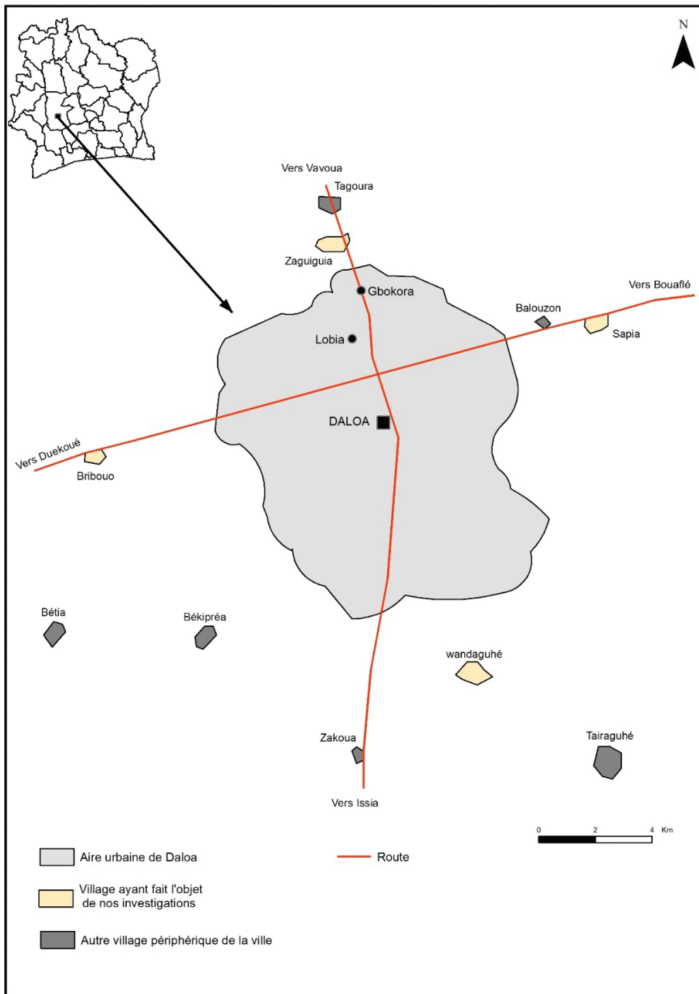 N
Vers Vavoua
Tagoura
Zaguiguia
Gbokora
Vers Bouaflé
Balouzon
Sapia
Lobia
DALOA
Vers Duekoué
Bribouo
Bétia
Békipréa
wandaguhé
Zakoua
Tairaguhé
Vers Issia
0 2 4 Km
Aire urbaine de Daloa
Route
Village ayant fait l'objet
de nos investigations
Autre village périphérique de la ville